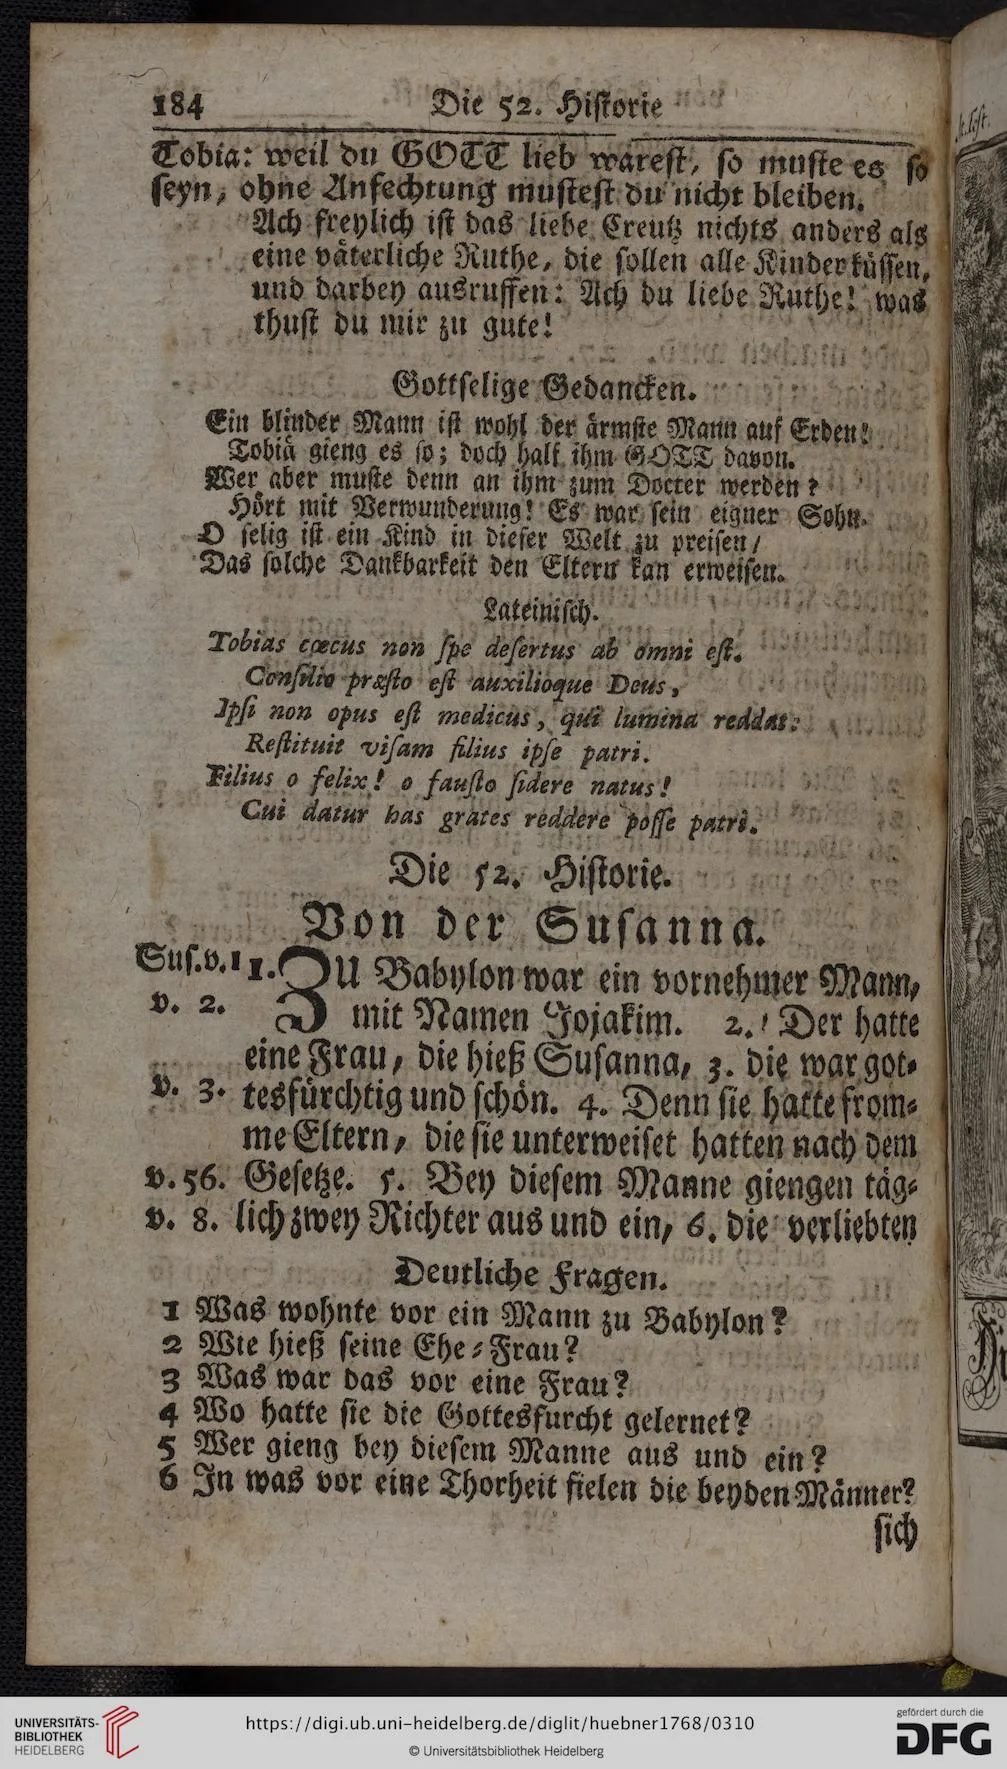 184 Die 52. Hiſtorie
Tobia: weil du GOTT lieb wareſt, ſo muſte es ſo
ſeyn, ohne Anfechtung muſteſt du nicht bleiben.
Ach freylich iſt das liebe Creutz nichts anders als
eine väterliche Ruthe, die ſollen alle Kinder küſſen,
und darbey ausruffen: Ach du liebe Ruthe! was
thuſt du mir zu gute!
Gottſelige Gedancken.
Ein blinder Mann iſt wohl der ärmſte Mann auf Erden!
Tobiä gieng es ſo; doch half ihm GOTT davon.
Wer aber muſte denn an ihm zum Docter werden?
Hört mit Verwunderung! Es war ſein eigner Sohn.
O ſelig iſt ein Kind in dieſer Welt zu preiſen/
Das ſolche Dankbarkeit den Eltern kan erweiſen.
Lateiniſch.
Tobias cæcus non ſpe deſertus ab omni eſt.
Conſilio præſto eſt auxilioque Deus,
Ipſi non opus eſt medicus, qui lumina reddat:
Reſtituit viſam filius ipſe patri.
Filius o felix! o fauſto ſidere natus!
Cui datur has grates reddere poſſe patri.
Die 52. Hiſtorie.
Von der Suſanna.
Suſ.v.1 1. ZU Babylon war ein vornehmer Mann,
v. 2. mit Namen Jojakim. 2. Der hatte
eine Frau, die hieß Suſanna, 3. die war got⸗
v. 3. tesfürchtig und ſchön. 4. Denn ſie hatte from⸗
me Eltern, die ſie unterweiſet hatten nach dem
v. 56. Geſetze. 5. Bey dieſem Manne giengen täg⸗
v. 8. lich zwey Richter aus und ein, 6. die verliebten
Deutliche Fragen.
1 Was wohnte vor ein Mann zu Babylon?
2 Wie hieß ſeine Ehe⸗Frau?
3 Was war das vor eine Frau?
4 Wo hatte ſie die Gottesfurcht gelernet?
5 Wer gieng bey dieſem Manne aus und ein?
6 In was vor eine Thorheit fielen die beyden Männer?
ſich
UNIVERSITÄTS-
BIBLIOTHEK
HEIDELBERG
https://digi.ub.uni-heidelberg.de/diglit/huebner1768/0310
© Universitätsbibliothek Heidelberg
gefördert durch die
DFG